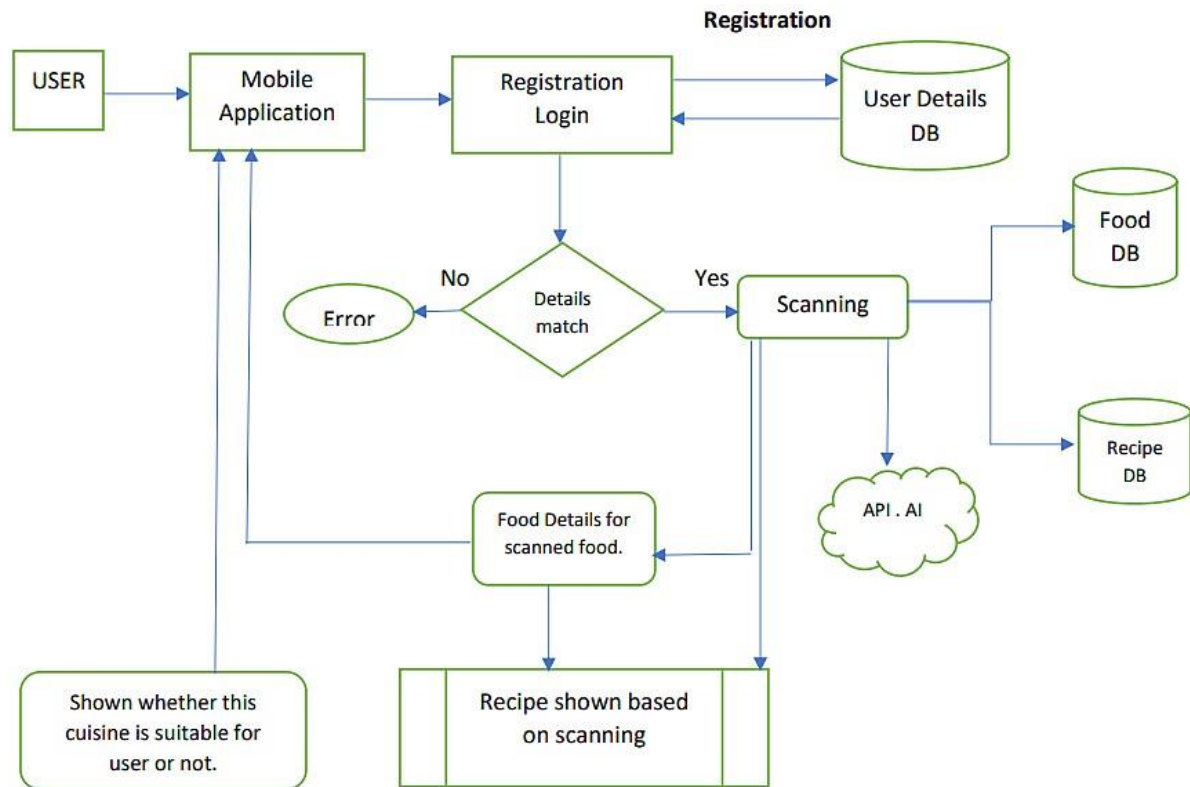 Registration
USER
Mobile
Application
Registration
Login
User Details
DB
Food
DB
No
Details
match
Yes
Scanning
Error
Recipe
DB
API . AI
Food Details for
scanned food.
Shown whether this
cuisine is suitable for
user or not.
Recipe shown based
on scanning